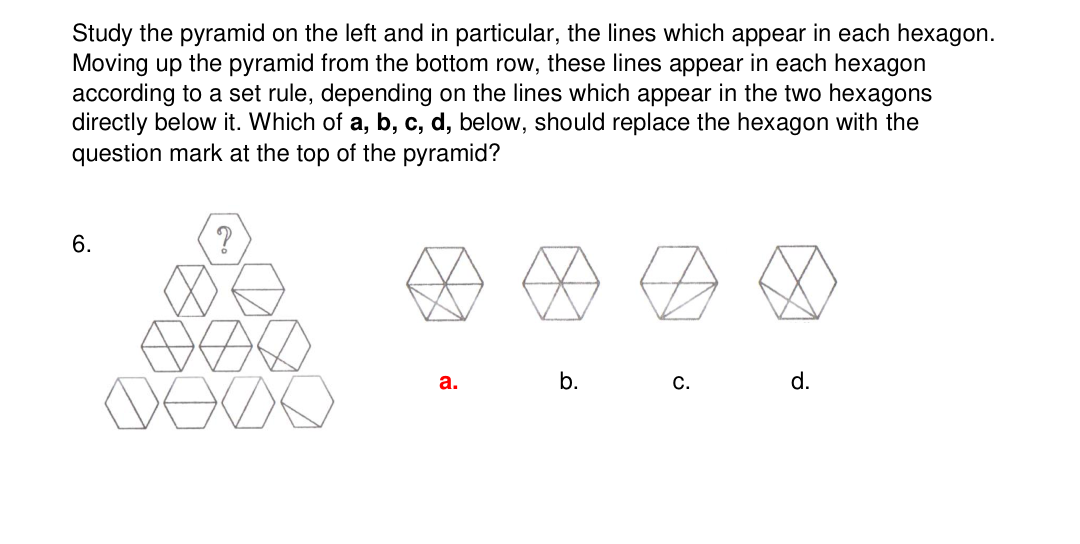 Study the pyramid on the left and in particular, the lines which appear in each hexagon.
Moving up the pyramid from the bottom row, these lines appear in each hexagon
according to a set rule, depending on the lines which appear in the two hexagons
directly below it. Which of a, b, c, d, below, should replace the hexagon with the
question mark at the top of the pyramid?
6.
?
a. b. c. d.